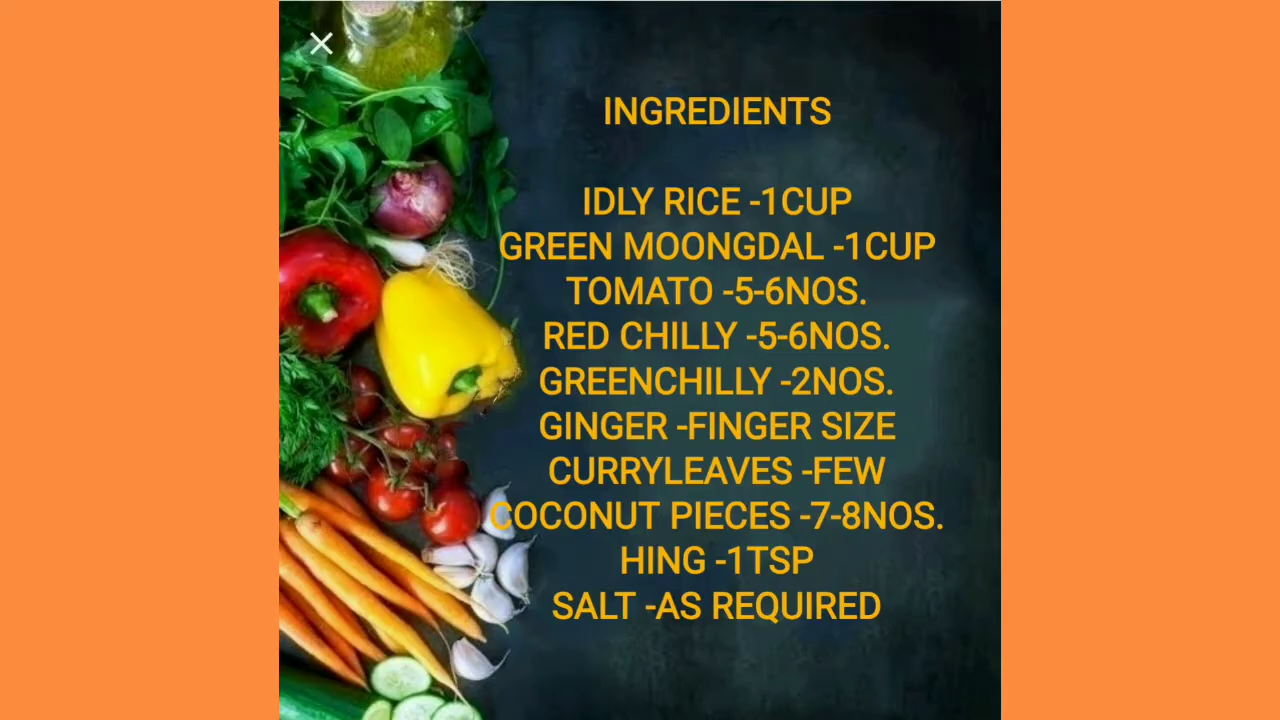 INGREDIENTS
IDLY RICE -1CUP
GREEN MOONGDAL -1CUP
TOMATO -5-6NOS.
RED CHILLY -5-6NOS.
GREENCHILLY -2NOS.
GINGER -FINGER SIZE
CURRYLEAVES -FEW
COCONUT PIECES -7-8NOS.
HING -1TSP
SALT -AS REQUIRED